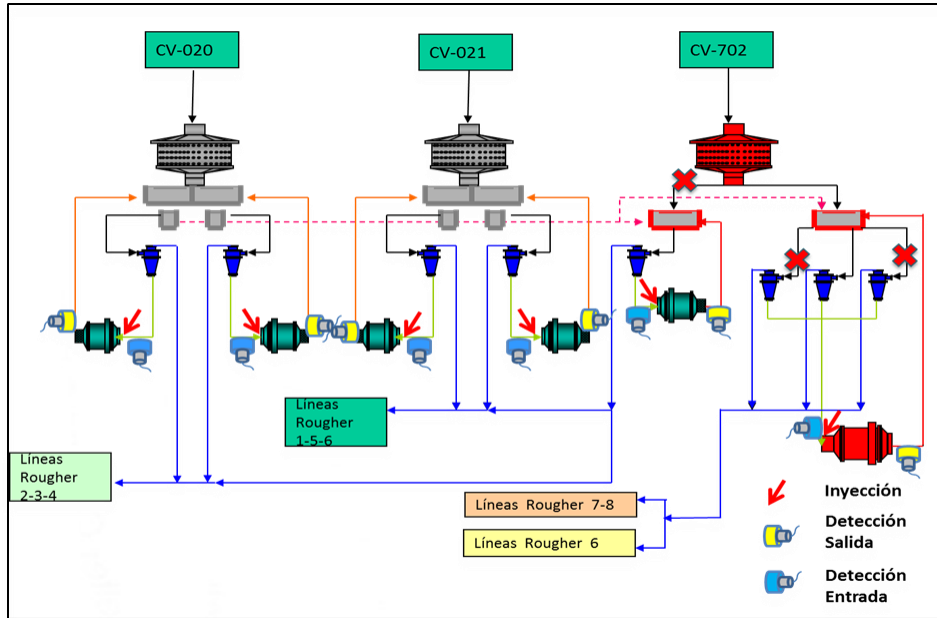 CV-020
CV-021
CV-702
Líneas
Rougher
1-5-6
Líneas
Rougher
2-3-4
Líneas Rougher 7-8
Líneas Rougher 6
Inyección
Detección
Salida
Detección
Entrada